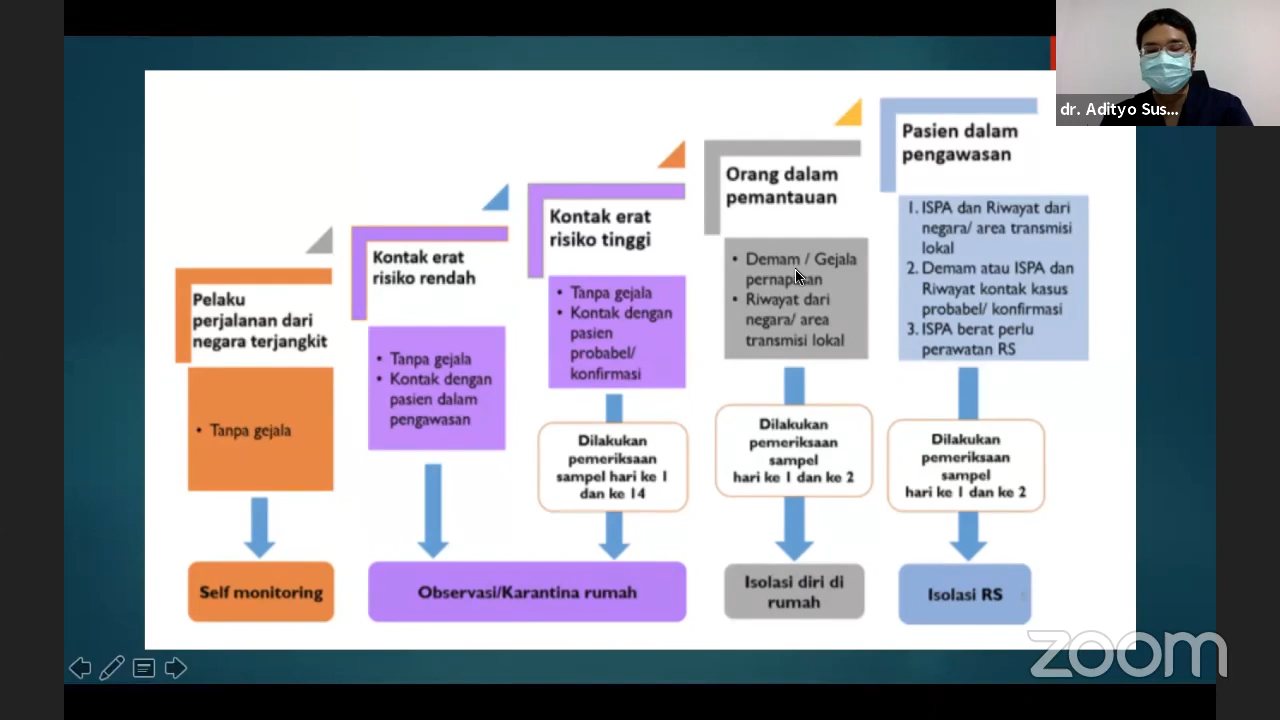 dr. Adityo Sus...
Pelaku
perjalanan dari
negara terjangkit
• Tanpa gejala
Self monitoring
Kontak erat
risiko rendah
• Tanpa gejala
• Kontak dengan
pasien dalam
pengawasan
Kontak erat
risiko tinggi
• Tanpa gejala
• Kontak dengan
pasien
probabel/
konfirmasi
Dilakukan
pemeriksaan
sampel hari ke 1
dan ke 14
Observasi/Karantina rumah
Orang dalam
pemantauan
• Demam / Gejala
pernapasan
• Riwayat dari
negara/ area
transmisi lokal
Dilakukan
pemeriksaan
sampel
hari ke 1 dan ke 2
Isolasi diri di
rumah
Pasien dalam
pengawasan
1. ISPA dan Riwayat dari
negara/ area transmisi
lokal
2. Demam atau ISPA dan
Riwayat kontak kasus
probabel/ konfirmasi
3. ISPA berat perlu
perawatan RS
Dilakukan
pemeriksaan
sampel
hari ke 1 dan ke 2
Isolasi RS
zoom